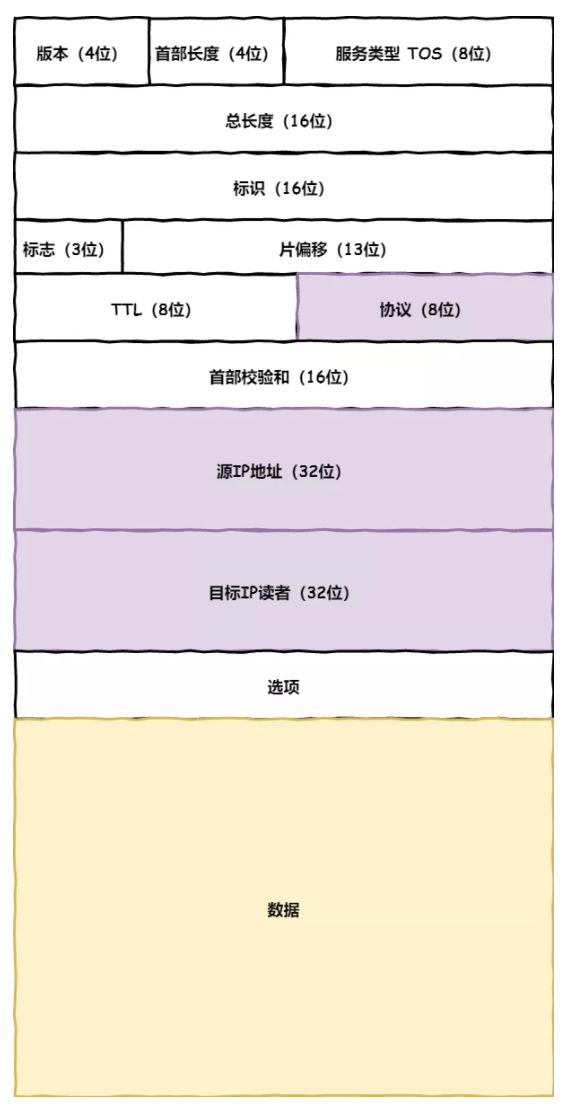 版本（4位） 首部长度（4位） 服务类型 TOS（8位）
总长度（16位）
标识（16位）
标志（3位） 片偏移（13位）
TTL（8位） 协议（8位）
首部校验和（16位）
源IP地址（32位）
目标IP读者（32位）
选项
数据